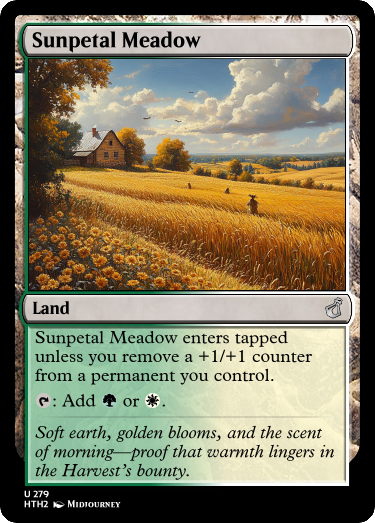 Sunpetal Meadow
Land
Sunpetal Meadow enters tapped
unless you remove a +1/+1 counter
from a permanent you control.
: Add or .
Soft earth, golden blooms, and the scent
of morning—proof that warmth lingers in
the Harvest's bounty.
U 279
HTH2 Midjourney